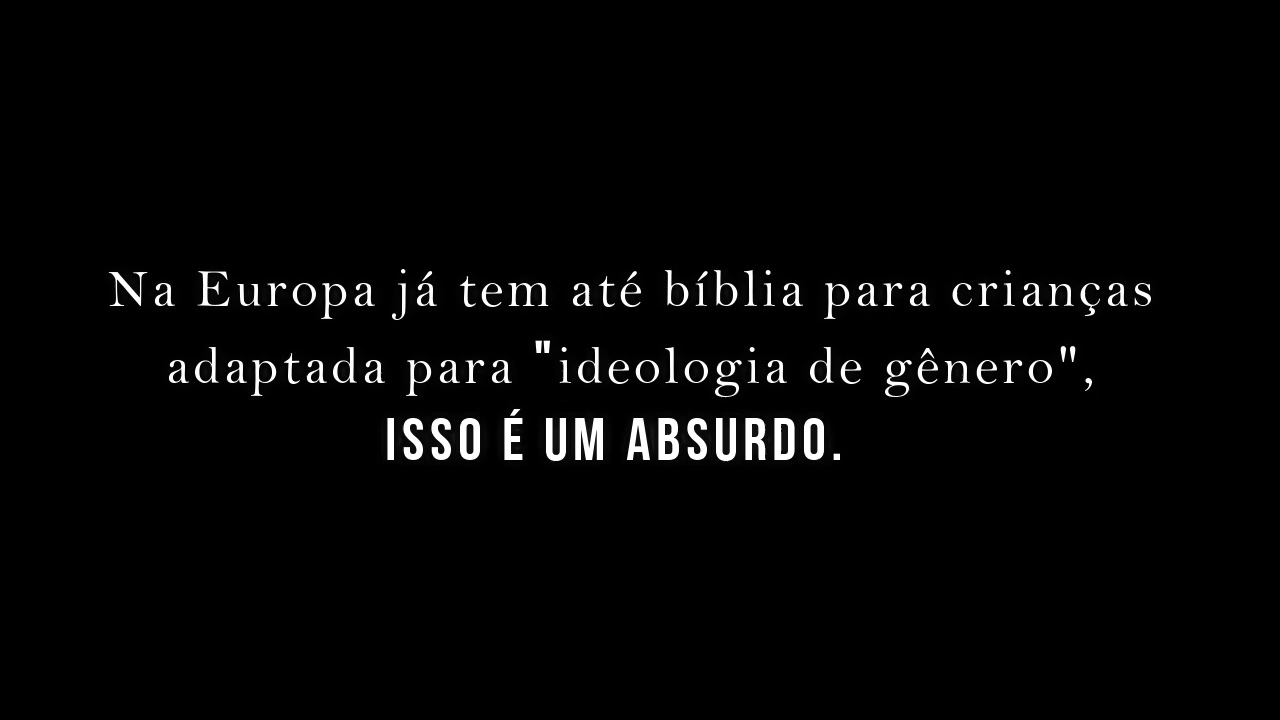 Na Europa já tem até bíblia para crianças
adaptada para "ideologia de gênero",
ISSO É UM ABSURDO.